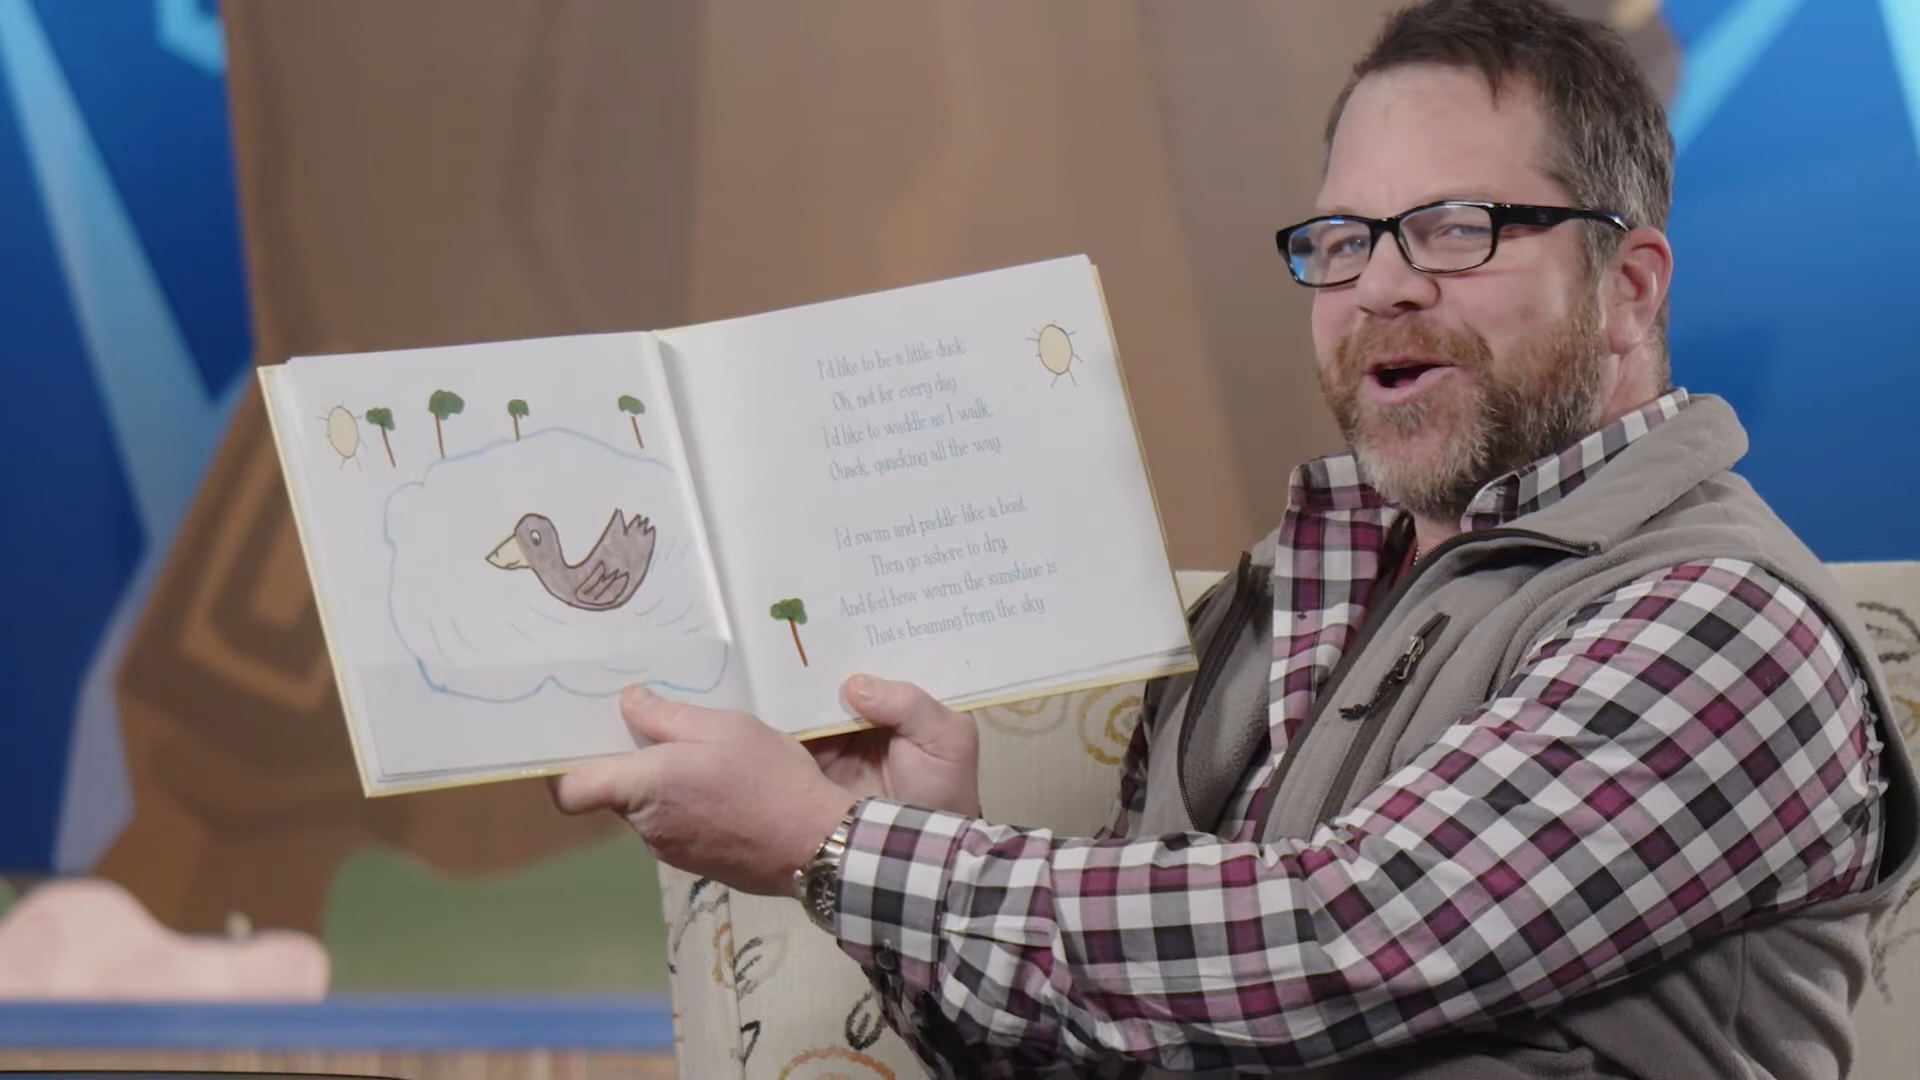 I'd like to be a little duck.
Oh, not for every day.
I'd like to waddle as I walk,
Quack, quacking all the way.
I'd swim and paddle like a boat.
Then go ashore to dry,
And feel how warm the sunshine is
That's beaming from the sky.